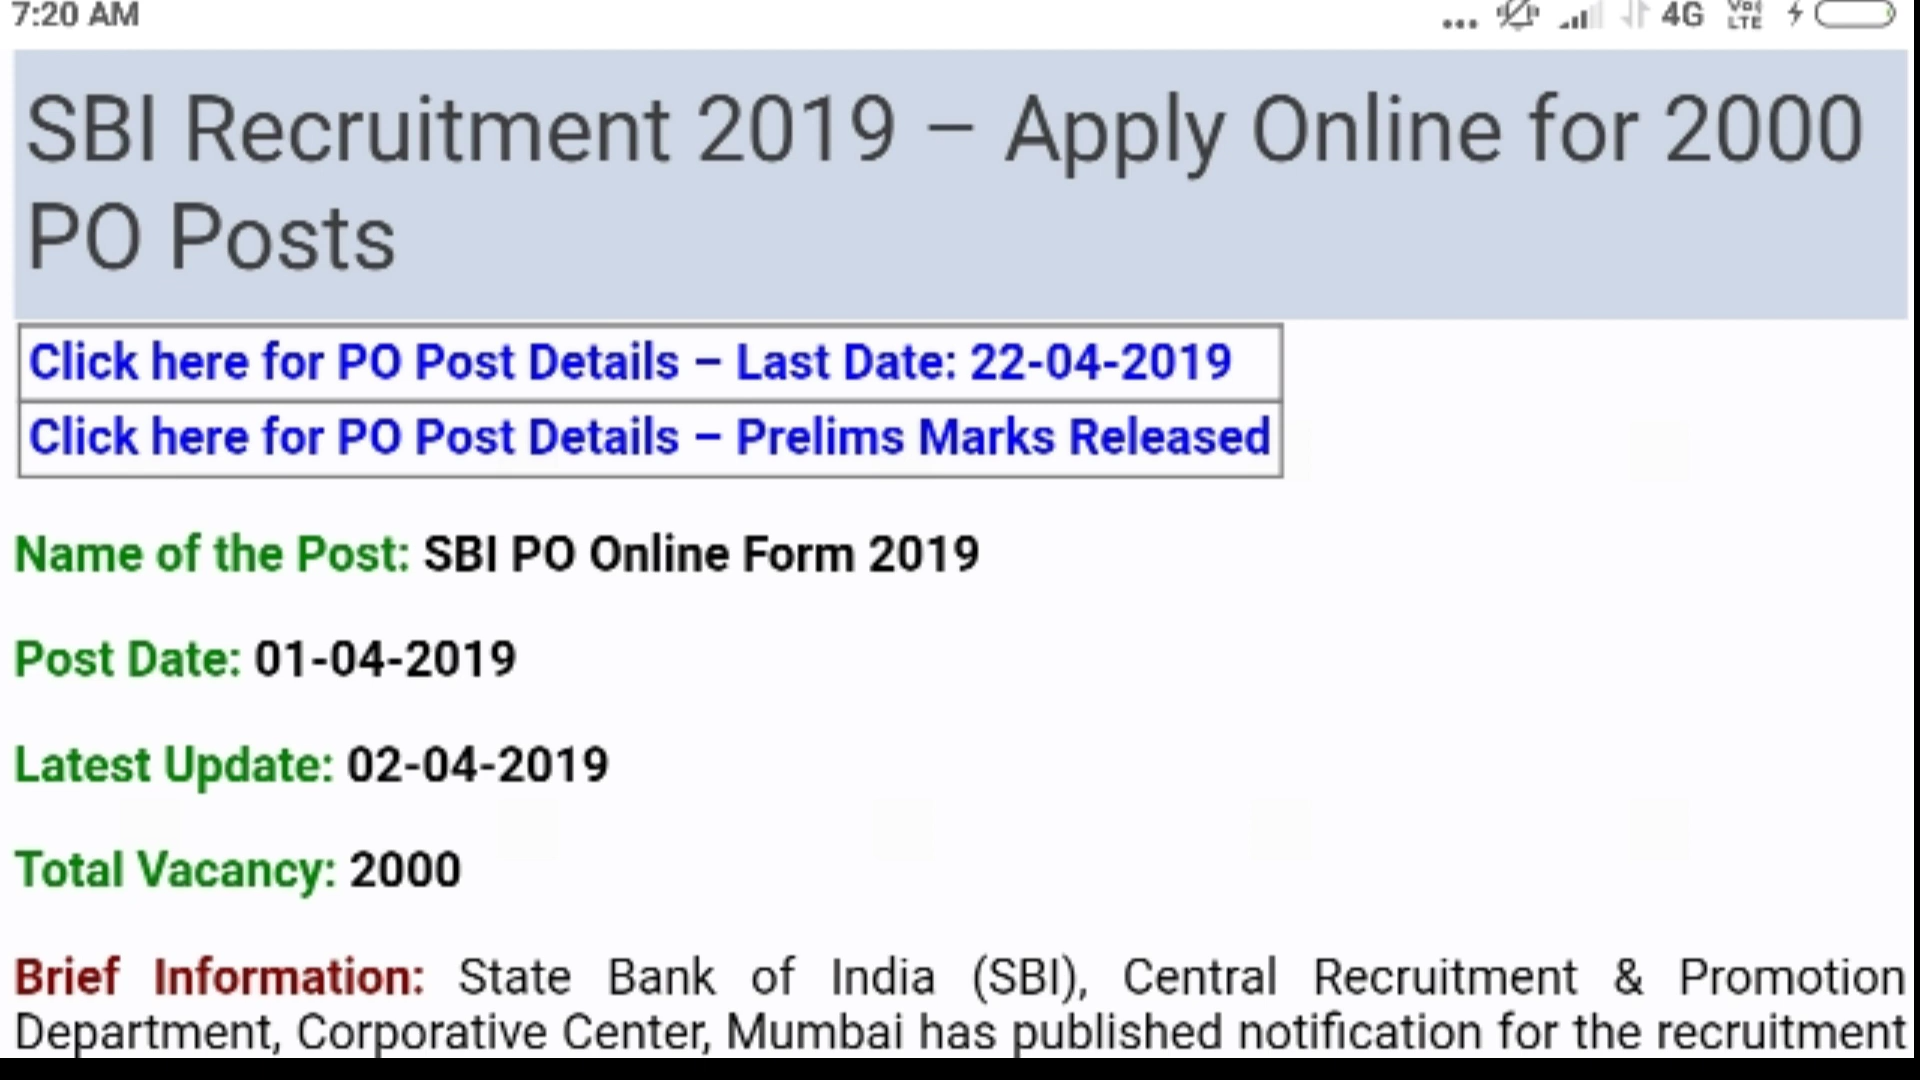 7:20 AM
... 4G Vo) LTE
SBI Recruitment 2019 – Apply Online for 2000
PO Posts
Click here for PO Post Details – Last Date: 22-04-2019
Click here for PO Post Details – Prelims Marks Released
Name of the Post: SBI PO Online Form 2019
Post Date: 01-04-2019
Latest Update: 02-04-2019
Total Vacancy: 2000
Brief Information: State Bank of India (SBI), Central Recruitment & Promotion
Department, Corporative Center, Mumbai has published notification for the recruitment